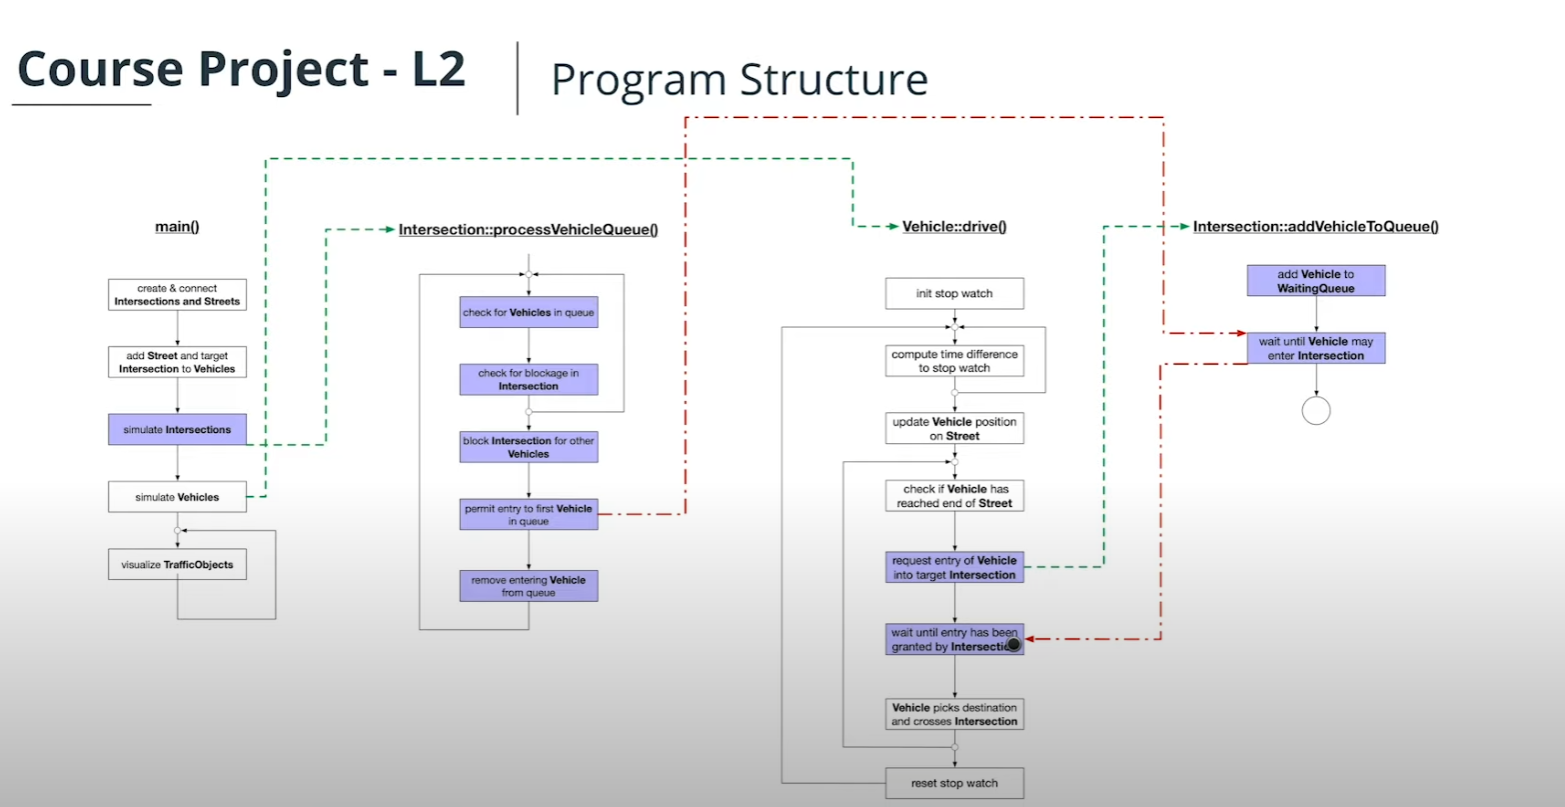 Course Project - L2
Program Structure
main()
create & connect
Intersections and Streets
add Street and target
Intersection to Vehicles
simulate Intersections
simulate Vehicles
visualize TrafficObjects
Intersection::processVehicleQueue()
check for Vehicles in queue
check for blockage in
Intersection
block Intersection for other
Vehicles
permit entry to first Vehicle
in queue
remove entering Vehicle
from queue
Vehicle::drive()
init stop watch
compute time difference
to stop watch
update Vehicle position
on Street
check if Vehicle has
reached end of Street
request entry of Vehicle
into target Intersection
wait until entry has been
granted by
Vehicle picks destination
and crosses Intersection
reset stop watch
Intersection::addVehicleToQueue()
add Vehicle to
WaitingQueue
wait until Vehicle may
enter Intersection